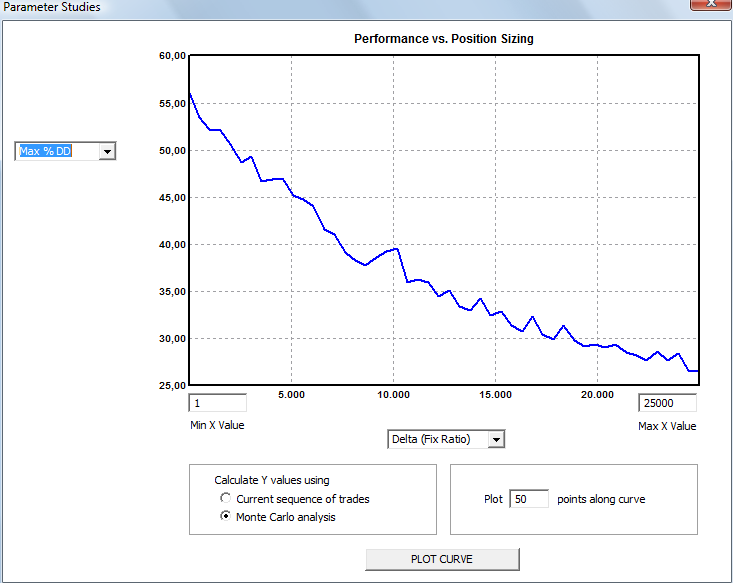 Parameter Studies
Performance vs. Position Sizing
60,00
55,00
Max % DD
50,00
45,00
40,00
35,00
30,00
25,00
5.000
10.000
15.000
20.000
1
25000
Min X Value
Max X Value
Delta (Fix Ratio)
Calculate Y values using
Current sequence of trades
Monte Carlo analysis
Plot 50 points along curve
PLOT CURVE